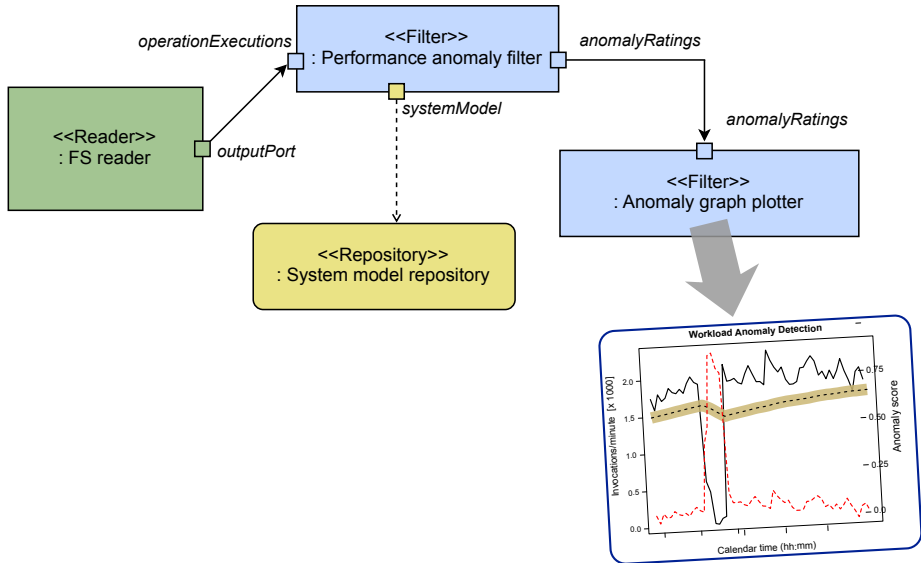 operationExecutions
<<Filter>>
: Performance anomaly filter
anomalyRatings
systemModel
<<Reader>>
: FS reader
outputPort
anomalyRatings
<<Filter>>
: Anomaly graph plotter
<<Repository>>
: System model repository
Workload Anomaly Detection
Invocations/minute [x 1000]
2.0
1.5
1.0
0.5
0.0
0.75
0.50
0.25
0.0
Anomaly score
Calendar time (hh:mm)